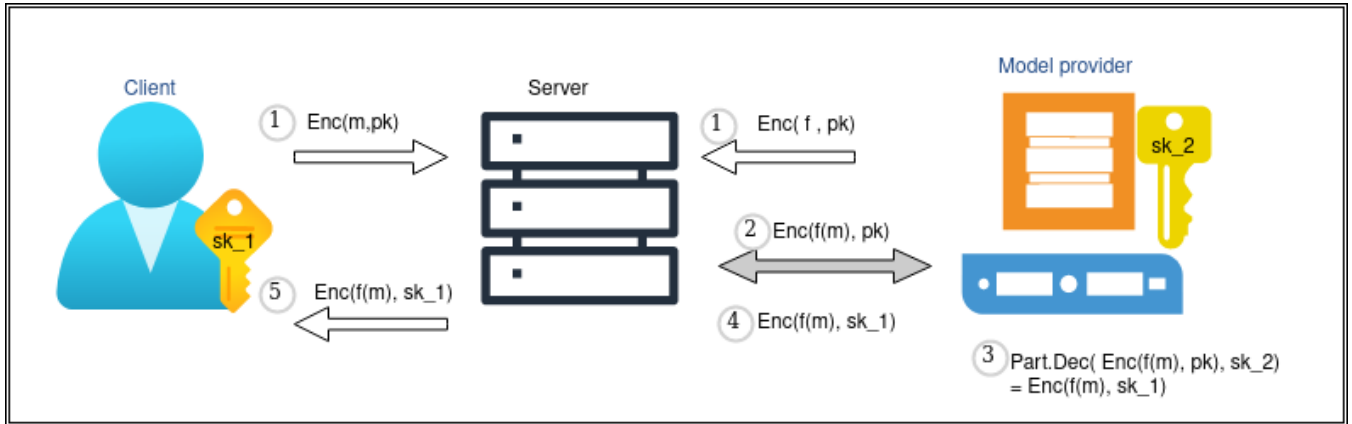 Client
Server
Model provider
1 Enc(m,pk)
1 Enc( f , pk)
sk_2
sk_1
2 Enc(f(m), pk)
5 Enc(f(m), sk_1)
4 Enc(f(m), sk_1)
3 Part.Dec( Enc(f(m), pk), sk_2)
= Enc(f(m), sk_1)